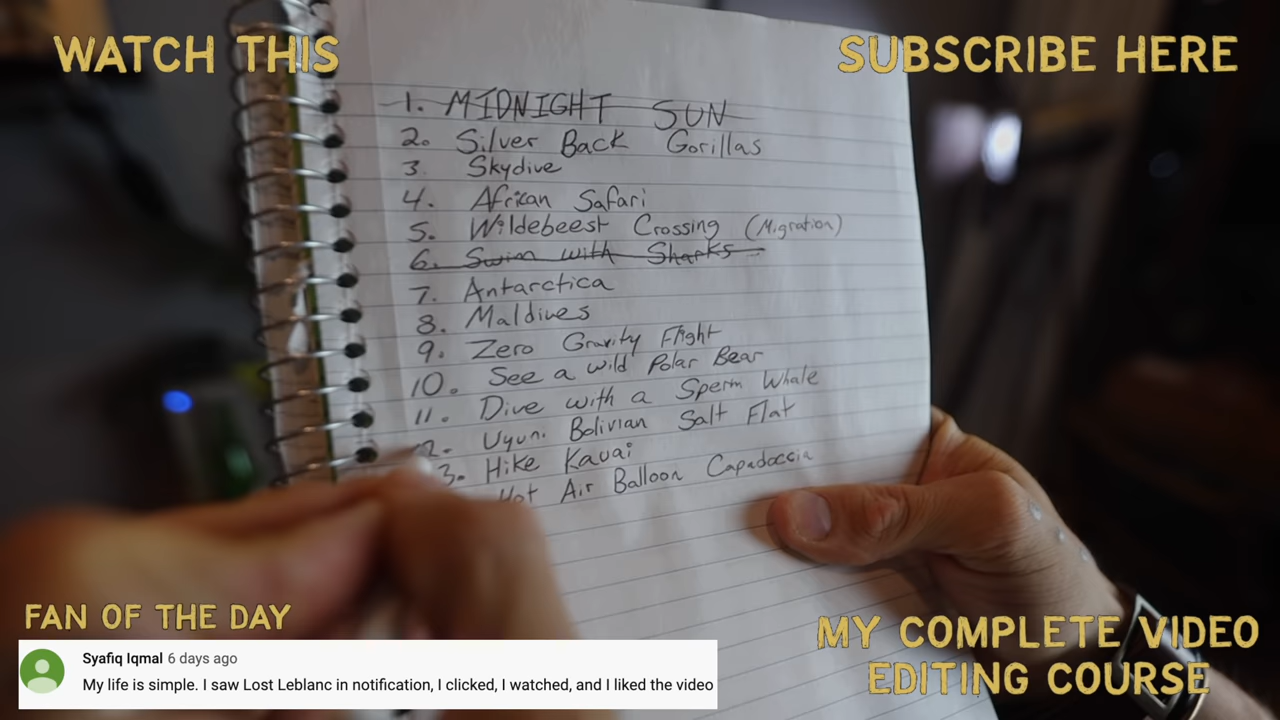 WATCH THIS
SUBSCRIBE HERE
1. MIDNIGHT SUN
2. Silver Back Gorillas
3. Skydive
4. African Safari
5. Wildebeest Crossing (Migration)
6. Swim with Sharks
7. Antarctica
8. Maldives
9. Zero Gravity Flight
10. See a wild Polar Bear
11. Dive with a Sperm Whale
2. Uyuni Bolivian Salt Flat
3. Hike Kauai
Hot Air Balloon Capadoccia
FAN OF THE DAY
Syafiq Iqmal 6 days ago
My life is simple. I saw Lost Leblanc in notification, I clicked, I watched, and I liked the video
MY COMPLETE VIDEO
EDITING COURSE